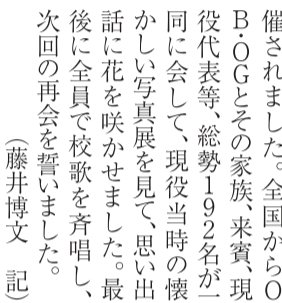 催されました。全国からO
B・OGとその家族、来賓、現
役代表等、総勢192名が一
同に会して、現役当時の懐
かしい写真展を見て、思い出
話に花を咲かせました。最
後に全員で校歌を斉唱し、
次回の再会を誓いました。
（藤井博文　記）